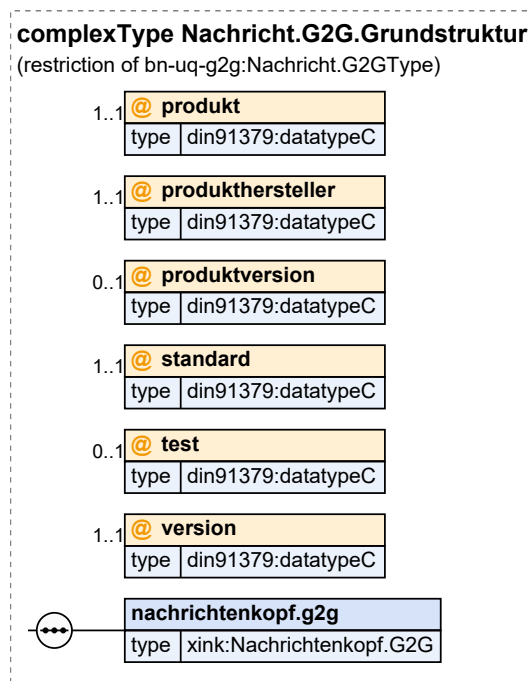 complexType Nachricht.G2G.Grundstruktur
(restriction of bn-uq-g2g:Nachricht.G2GType)
1..1 @ produkt
type din91379:datatypeC
1..1 @ produkthersteller
type din91379:datatypeC
0..1 @ produktversion
type din91379:datatypeC
1..1 @ standard
type din91379:datatypeC
0..1 @ test
type din91379:datatypeC
1..1 @ version
type din91379:datatypeC
nachrichtenkopf.g2g
type xink:Nachrichtenkopf.G2G